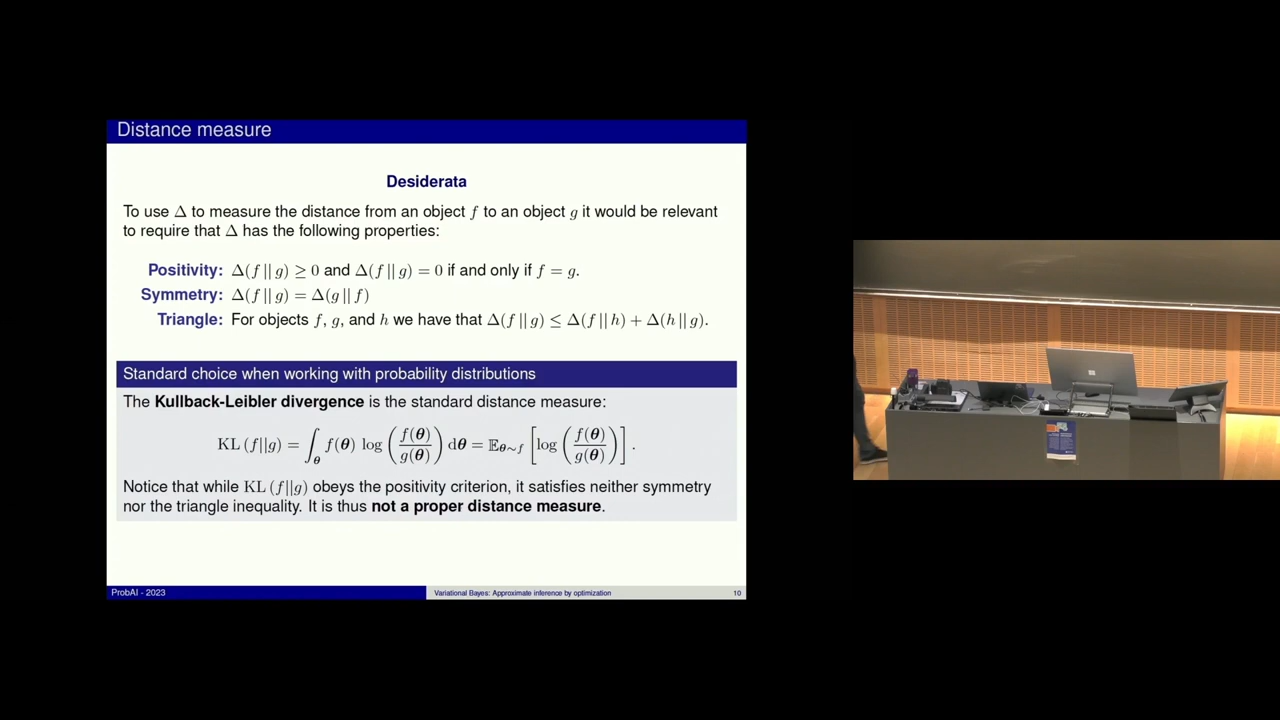 Distance measure
Desiderata
To use Δ to measure the distance from an object f to an object g it would be relevant
to require that Δ has the following properties:
Positivity: Δ(f || g) ≥ 0 and Δ(f || g) = 0 if and only if f = g.
Symmetry: Δ(f || g) = Δ(g || f)
Triangle: For objects f, g, and h we have that Δ(f || g) ≤ Δ(f || h) + Δ(h || g).
Standard choice when working with probability distributions
The Kullback-Leibler divergence is the standard distance measure:
KL (f||g) = ∫_θ f(θ) log ( f(θ) / g(θ) ) dθ = 𝔼_{θ∼f} [ log ( f(θ) / g(θ) ) ] .
Notice that while KL (f||g) obeys the positivity criterion, it satisfies neither symmetry
nor the triangle inequality. It is thus not a proper distance measure.
ProbAI - 2023 Variational Bayes: Approximate inference by optimization 10